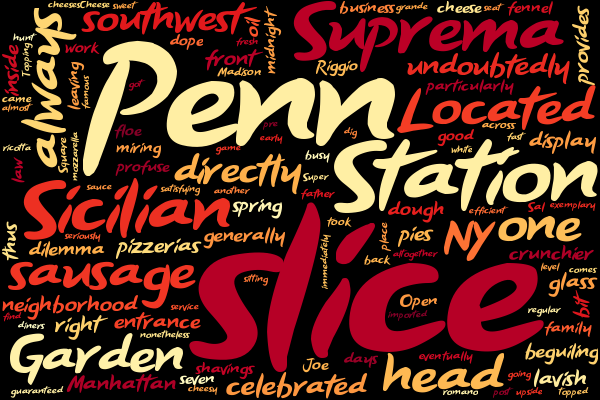 cheesesCheese sweet
business grande cheese seat fennel
southwest Suprema provides
hunt
Topping
inside
always
work
dope
oil
fresh
midnight
front
Madison
Riggio
undoubtedly
particularly
came
almost
leaving
famous
got
Penn
Located
across
good
fast
display
ricotta
Square
mozzarella
floe
miring
pre
early
game
dig
white
busy
Station
law
profuse
directly
Super
sauce
satisfying
another
father
dough
efficient
Sal exemplary
Sicilian
spring
took
place
pies
NY
one
seriously
thus
dilemma
pizzerias
generally
immediately
back
altogether
crunchier
sausage
slice
sitting
level
comes
glass
neighborhood
service
Open
imported
bit
find
diners
right
entrance
nonetheless
regular
family
Garden
shavings
Joe
days
eventually
beguiling
guaranteed
Manhattan
seven
cheesy
celebrated
head
romano
going
post
upside
lavish
Topped